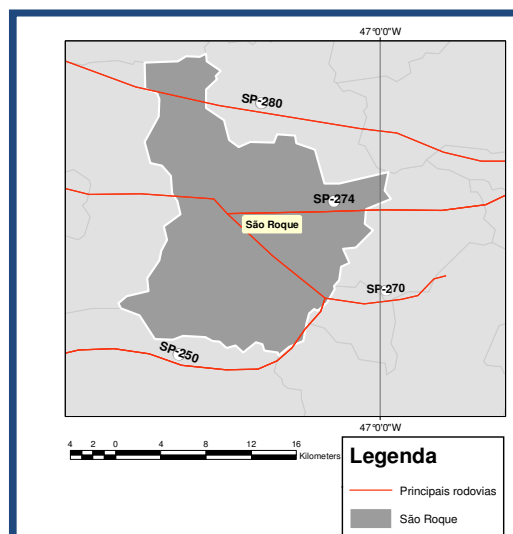 47°0'0"W
SP-280
SP-274
São Roque
SP-270
SP-250
47°0'0"W
4 2 0 4 8 12 16
Kilometers
Legenda
Principais rodovias
São Roque